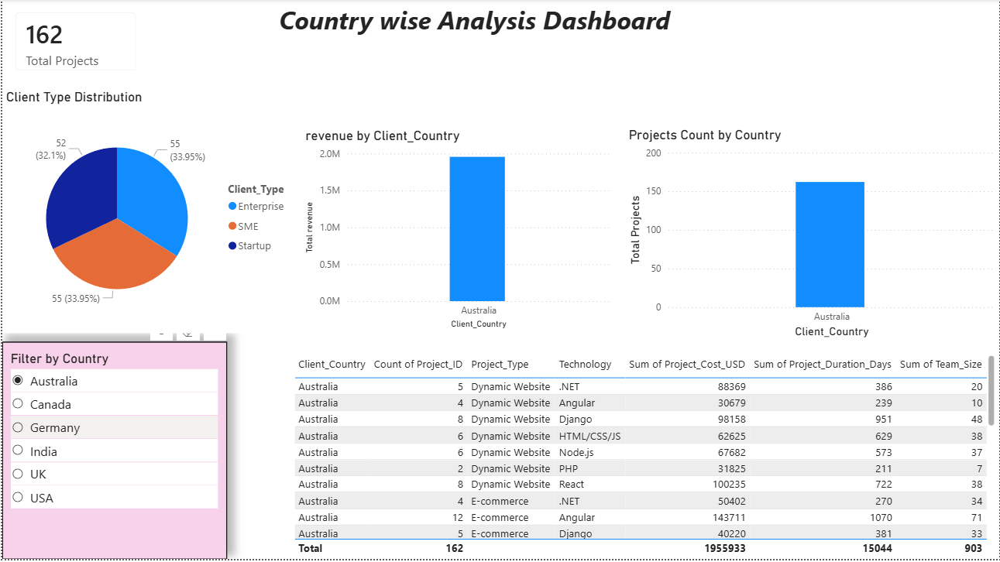 Country wise Analysis Dashboard
162
Total Projects
Client Type Distribution
52
(32.1%)
55
(33.95%)
55 (33.95%)
Client_Type
Enterprise
SME
Startup
revenue by Client_Country
2.0M
1.5M
1.0M
0.5M
0.0M
Total revenue
Australia
Client_Country
Projects Count by Country
200
150
100
50
0
Total Projects
Australia
Client_Country
Filter by Country
Australia
Canada
Germany
India
UK
USA
Client_Country Count of Project_ID Project_Type Technology Sum of Project_Cost_USD Sum of Project_Duration_Days Sum of Team_Size
Australia 5 Dynamic Website .NET 88369 386 20
Australia 4 Dynamic Website Angular 30679 239 10
Australia 8 Dynamic Website Django 98158 951 48
Australia 6 Dynamic Website HTML/CSS/JS 62625 629 38
Australia 6 Dynamic Website Node.js 67682 573 37
Australia 2 Dynamic Website PHP 31825 211 7
Australia 8 Dynamic Website React 100235 722 38
Australia 4 E-commerce .NET 50402 270 34
Australia 12 E-commerce Angular 143711 1070 71
Australia 5 E-commerce Django 40220 381 33
Total 162 1955933 15044 903